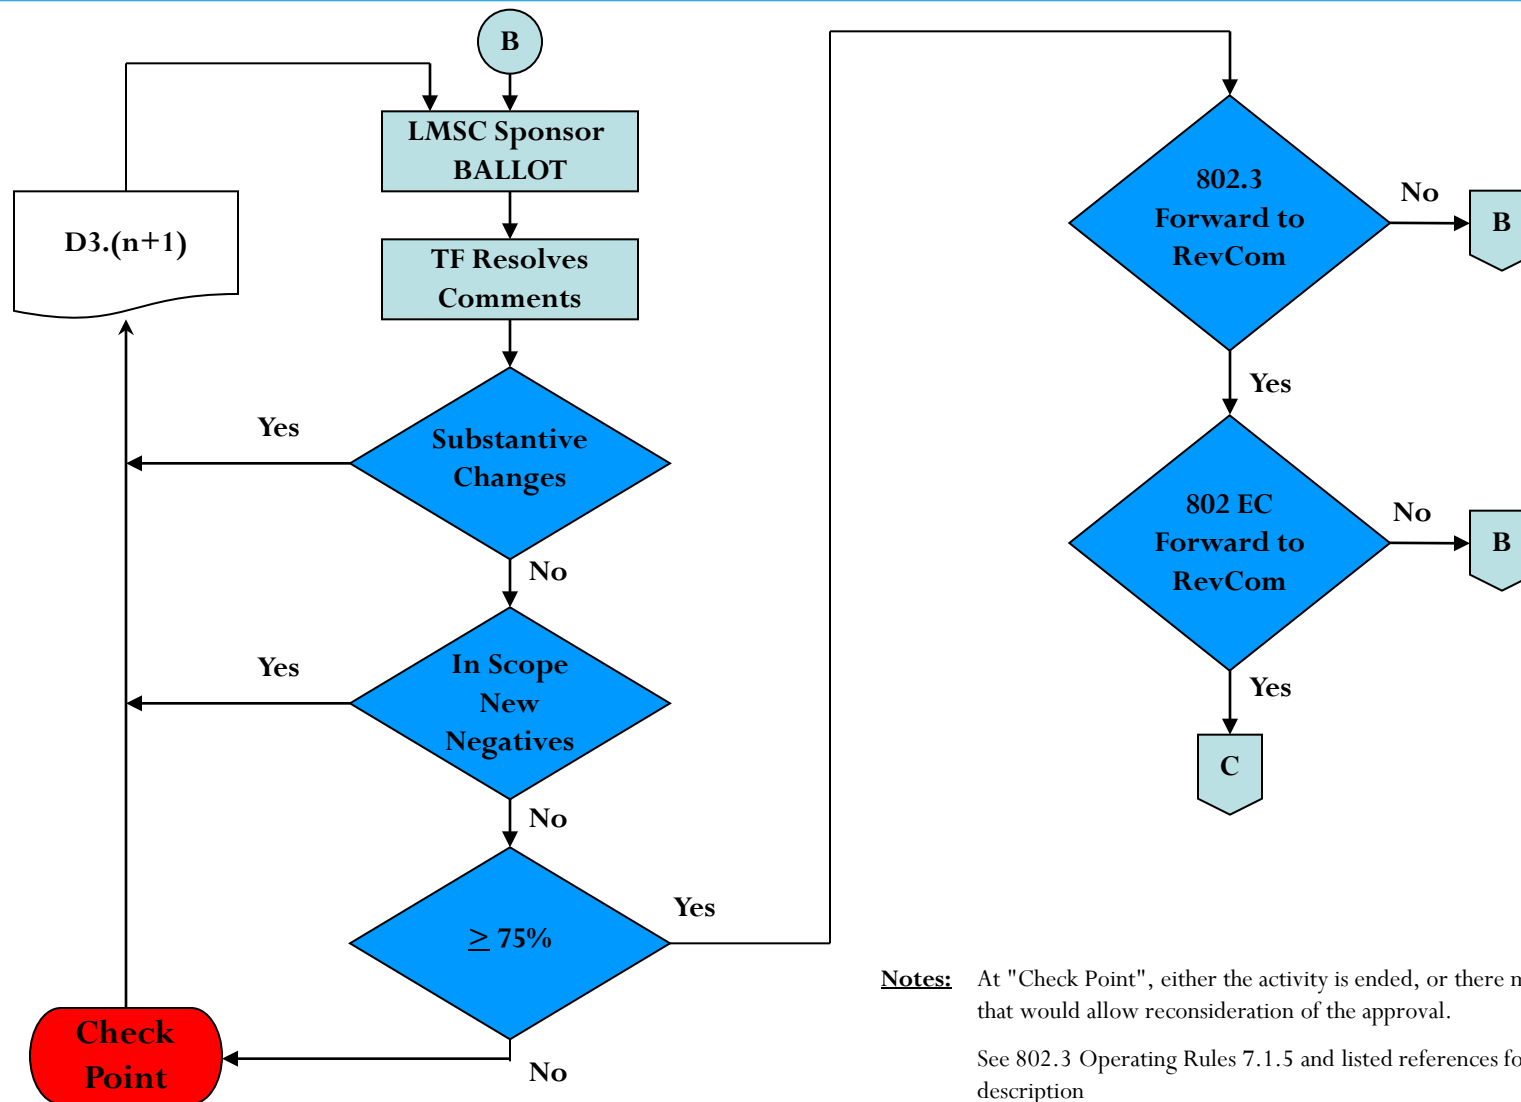 B
LMSC Sponsor
BALLOT
D3.(n+1)
TF Resolves
Comments
Yes
Substantive
Changes
No
Yes
In Scope
New
Negatives
No
≥ 75%
Yes
Check
Point
No
802.3
Forward to
RevCom
No
B
Yes
802 EC
Forward to
RevCom
No
B
Yes
C
Notes: At "Check Point", either the activity is ended, or there
that would allow reconsideration of the approval.
See 802.3 Operating Rules 7.1.5 and listed references
description